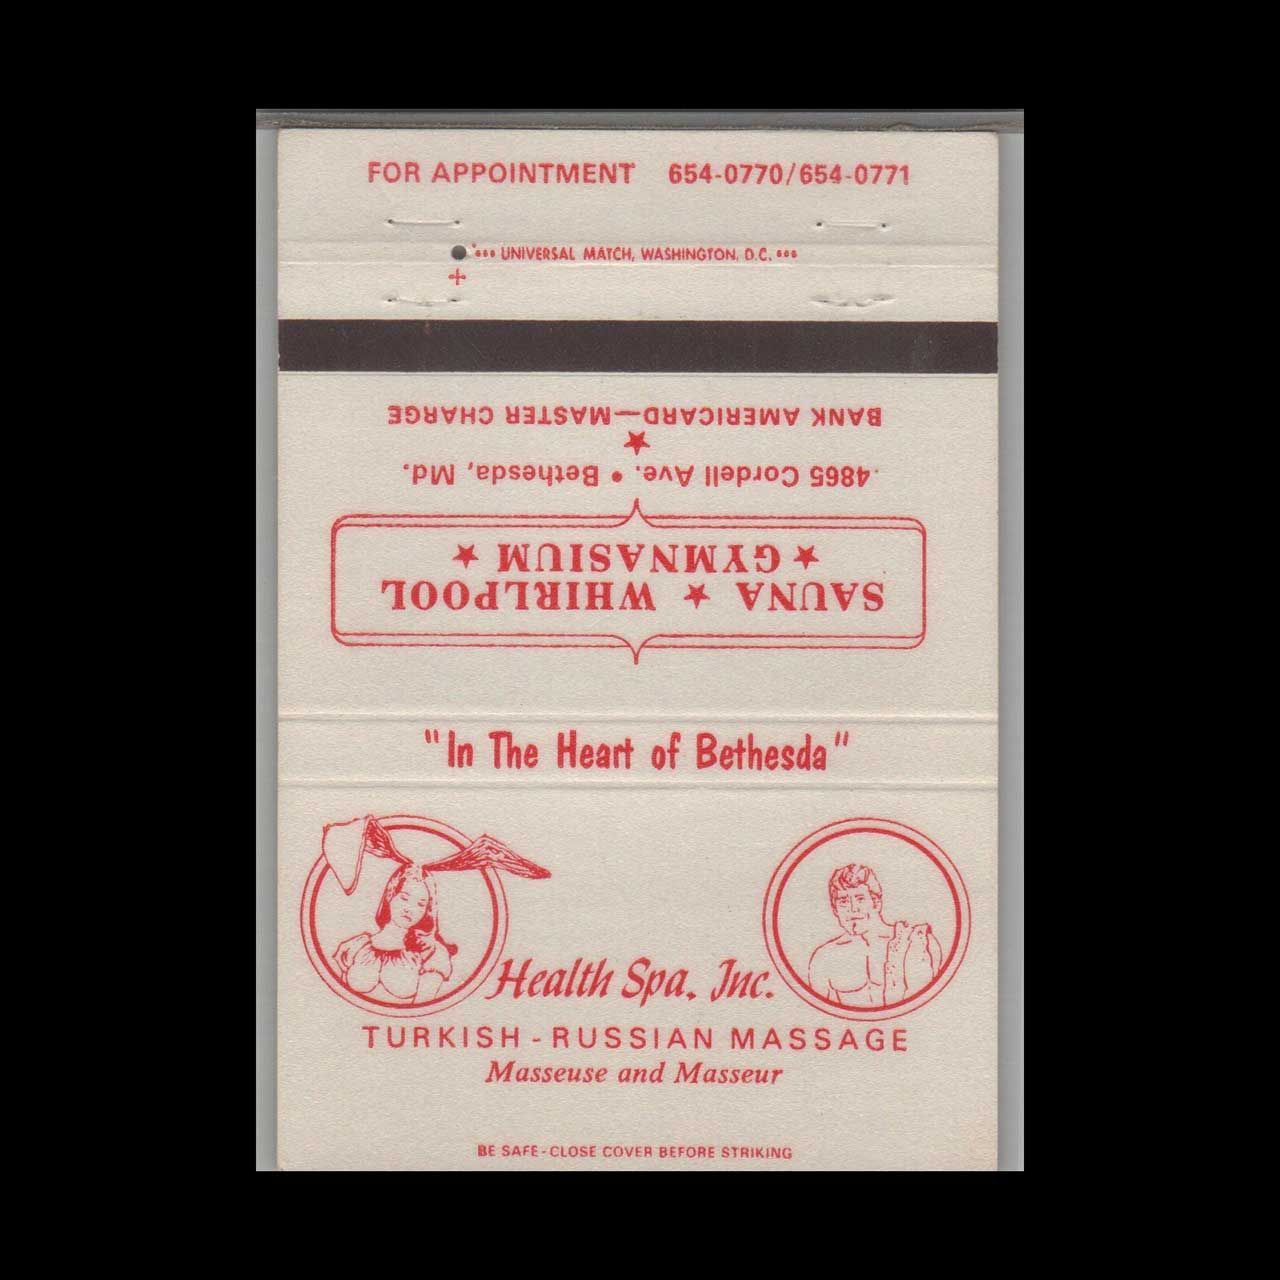 FOR APPOINTMENT 654-0770/654-0771
••• UNIVERSAL MATCH, WASHINGTON, D.C. •••
SAUNA ★ WHIRLPOOL
★ GYMNASIUM ★
4865 Cordell Ave. • Bethesda, Md.
★
BANK AMERICARD—MASTER CHARGE
"In The Heart of Bethesda"
Health Spa, Inc.
TURKISH - RUSSIAN MASSAGE
Masseuse and Masseur
BE SAFE - CLOSE COVER BEFORE STRIKING